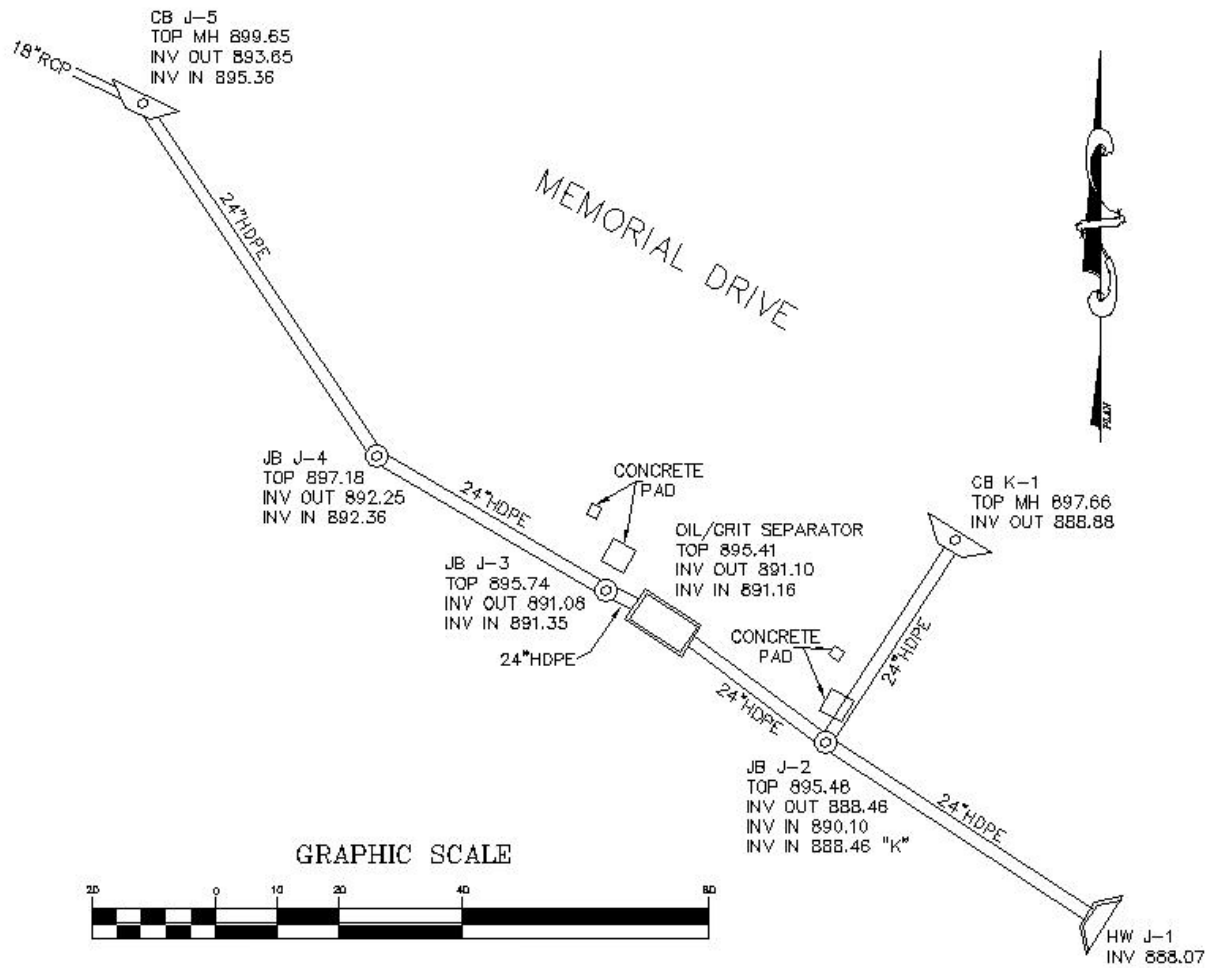 CB J-5
TOP MH 899.65
INV OUT 893.65
INV IN 895.36
18"RCP
24"HDPE
MEMORIAL DRIVE
JB J-4
TOP 897.18
INV OUT 892.25
INV IN 892.36
24"HDPE
CONCRETE
PAD
CB K-1
TOP MH 897.66
INV OUT 888.88
OIL/GRIT SEPARATOR
TOP 895.41
INV OUT 891.10
INV IN 891.16
JB J-3
TOP 895.74
INV OUT 891.08
INV IN 891.35
24"HDPE
CONCRETE
PAD
24"HDPE
24"HDPE
JB J-2
TOP 895.48
INV OUT 888.46
INV IN 890.10
INV IN 888.46 "K"
24"HDPE
HW J-1
INV 888.07
GRAPHIC SCALE
20 0 10 20 40 80